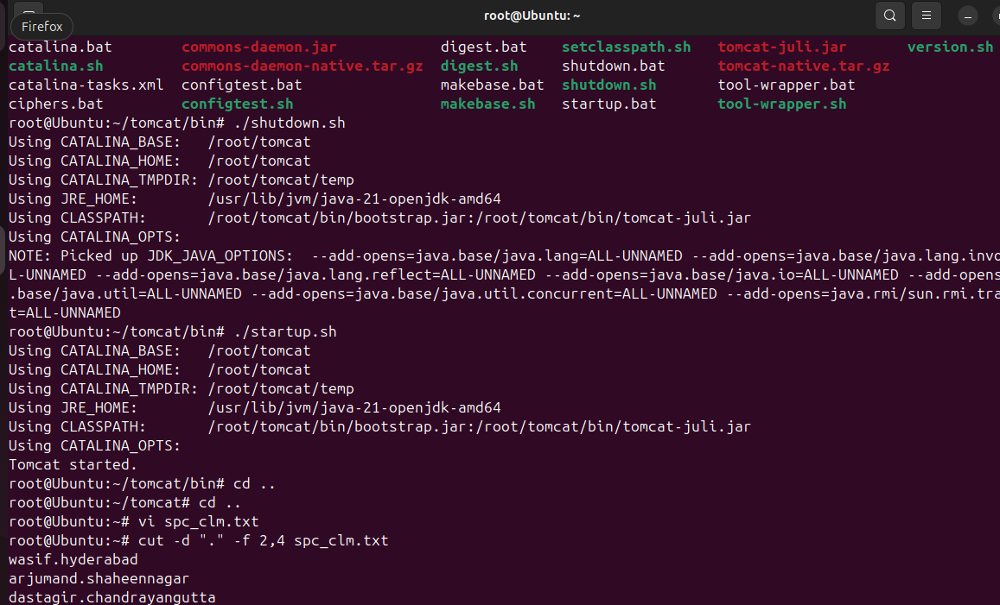 root@Ubuntu: ~
Firefox
catalina.bat commons-daemon.jar digest.bat setclasspath.sh tomcat-juli.jar version.sh
catalina.sh commons-daemon-native.tar.gz digest.sh shutdown.bat tomcat-native.tar.gz
catalina-tasks.xml configtest.bat makebase.bat shutdown.sh tool-wrapper.bat
ciphers.bat configtest.sh makebase.sh startup.bat tool-wrapper.sh
root@Ubuntu:~/tomcat/bin# ./shutdown.sh
Using CATALINA_BASE: /root/tomcat
Using CATALINA_HOME: /root/tomcat
Using CATALINA_TMPDIR: /root/tomcat/temp
Using JRE_HOME: /usr/lib/jvm/java-21-openjdk-amd64
Using CLASSPATH: /root/tomcat/bin/bootstrap.jar:/root/tomcat/bin/tomcat-juli.jar
Using CATALINA_OPTS:
NOTE: Picked up JDK_JAVA_OPTIONS: --add-opens=java.base/java.lang=ALL-UNNAMED --add-opens=java.base/java.lang.invo
L-UNNAMED --add-opens=java.base/java.lang.reflect=ALL-UNNAMED --add-opens=java.base/java.io=ALL-UNNAMED --add-opens
.base/java.util=ALL-UNNAMED --add-opens=java.base/java.util.concurrent=ALL-UNNAMED --add-opens=java.rmi/sun.rmi.tra
t=ALL-UNNAMED
root@Ubuntu:~/tomcat/bin# ./startup.sh
Using CATALINA_BASE: /root/tomcat
Using CATALINA_HOME: /root/tomcat
Using CATALINA_TMPDIR: /root/tomcat/temp
Using JRE_HOME: /usr/lib/jvm/java-21-openjdk-amd64
Using CLASSPATH: /root/tomcat/bin/bootstrap.jar:/root/tomcat/bin/tomcat-juli.jar
Using CATALINA_OPTS:
Tomcat started.
root@Ubuntu:~/tomcat/bin# cd ..
root@Ubuntu:~/tomcat# cd ..
root@Ubuntu:~# vi spc_clm.txt
root@Ubuntu:~# cut -d "." -f 2,4 spc_clm.txt
wasif.hyderabad
arjumand.shaheennagar
dastagir.chandrayangutta